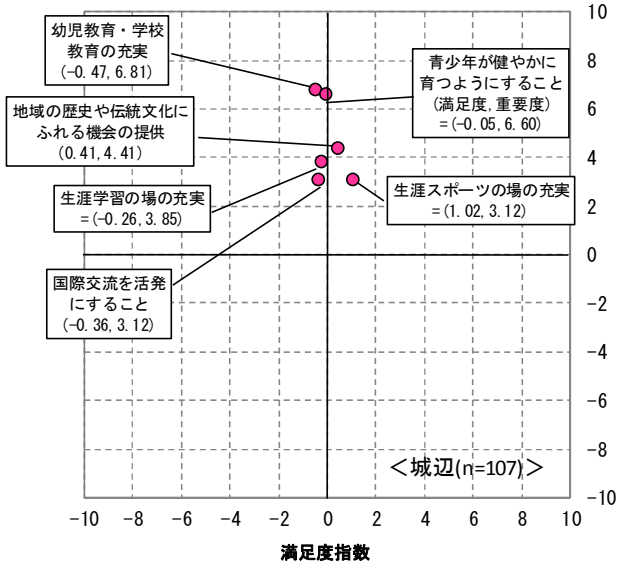 幼児教育・学校
教育の充実
(-0.47, 6.81)
青少年が健やかに
育つようにすること
(満足度, 重要度)
=(-0.05, 6.60)
地域の歴史や伝統文化に
ふれる機会の提供
(0.41, 4.41)
生涯学習の場の充実
=(-0.26, 3.85)
生涯スポーツの場の充実
=(1.02, 3.12)
国際交流を活発
にすること
(-0.36, 3.12)
10
8
6
4
2
0
-2
-4
-6
-8
-10
<城辺(n=107)>
-10 -8 -6 -4 -2 0 2 4 6 8 10
満足度指数